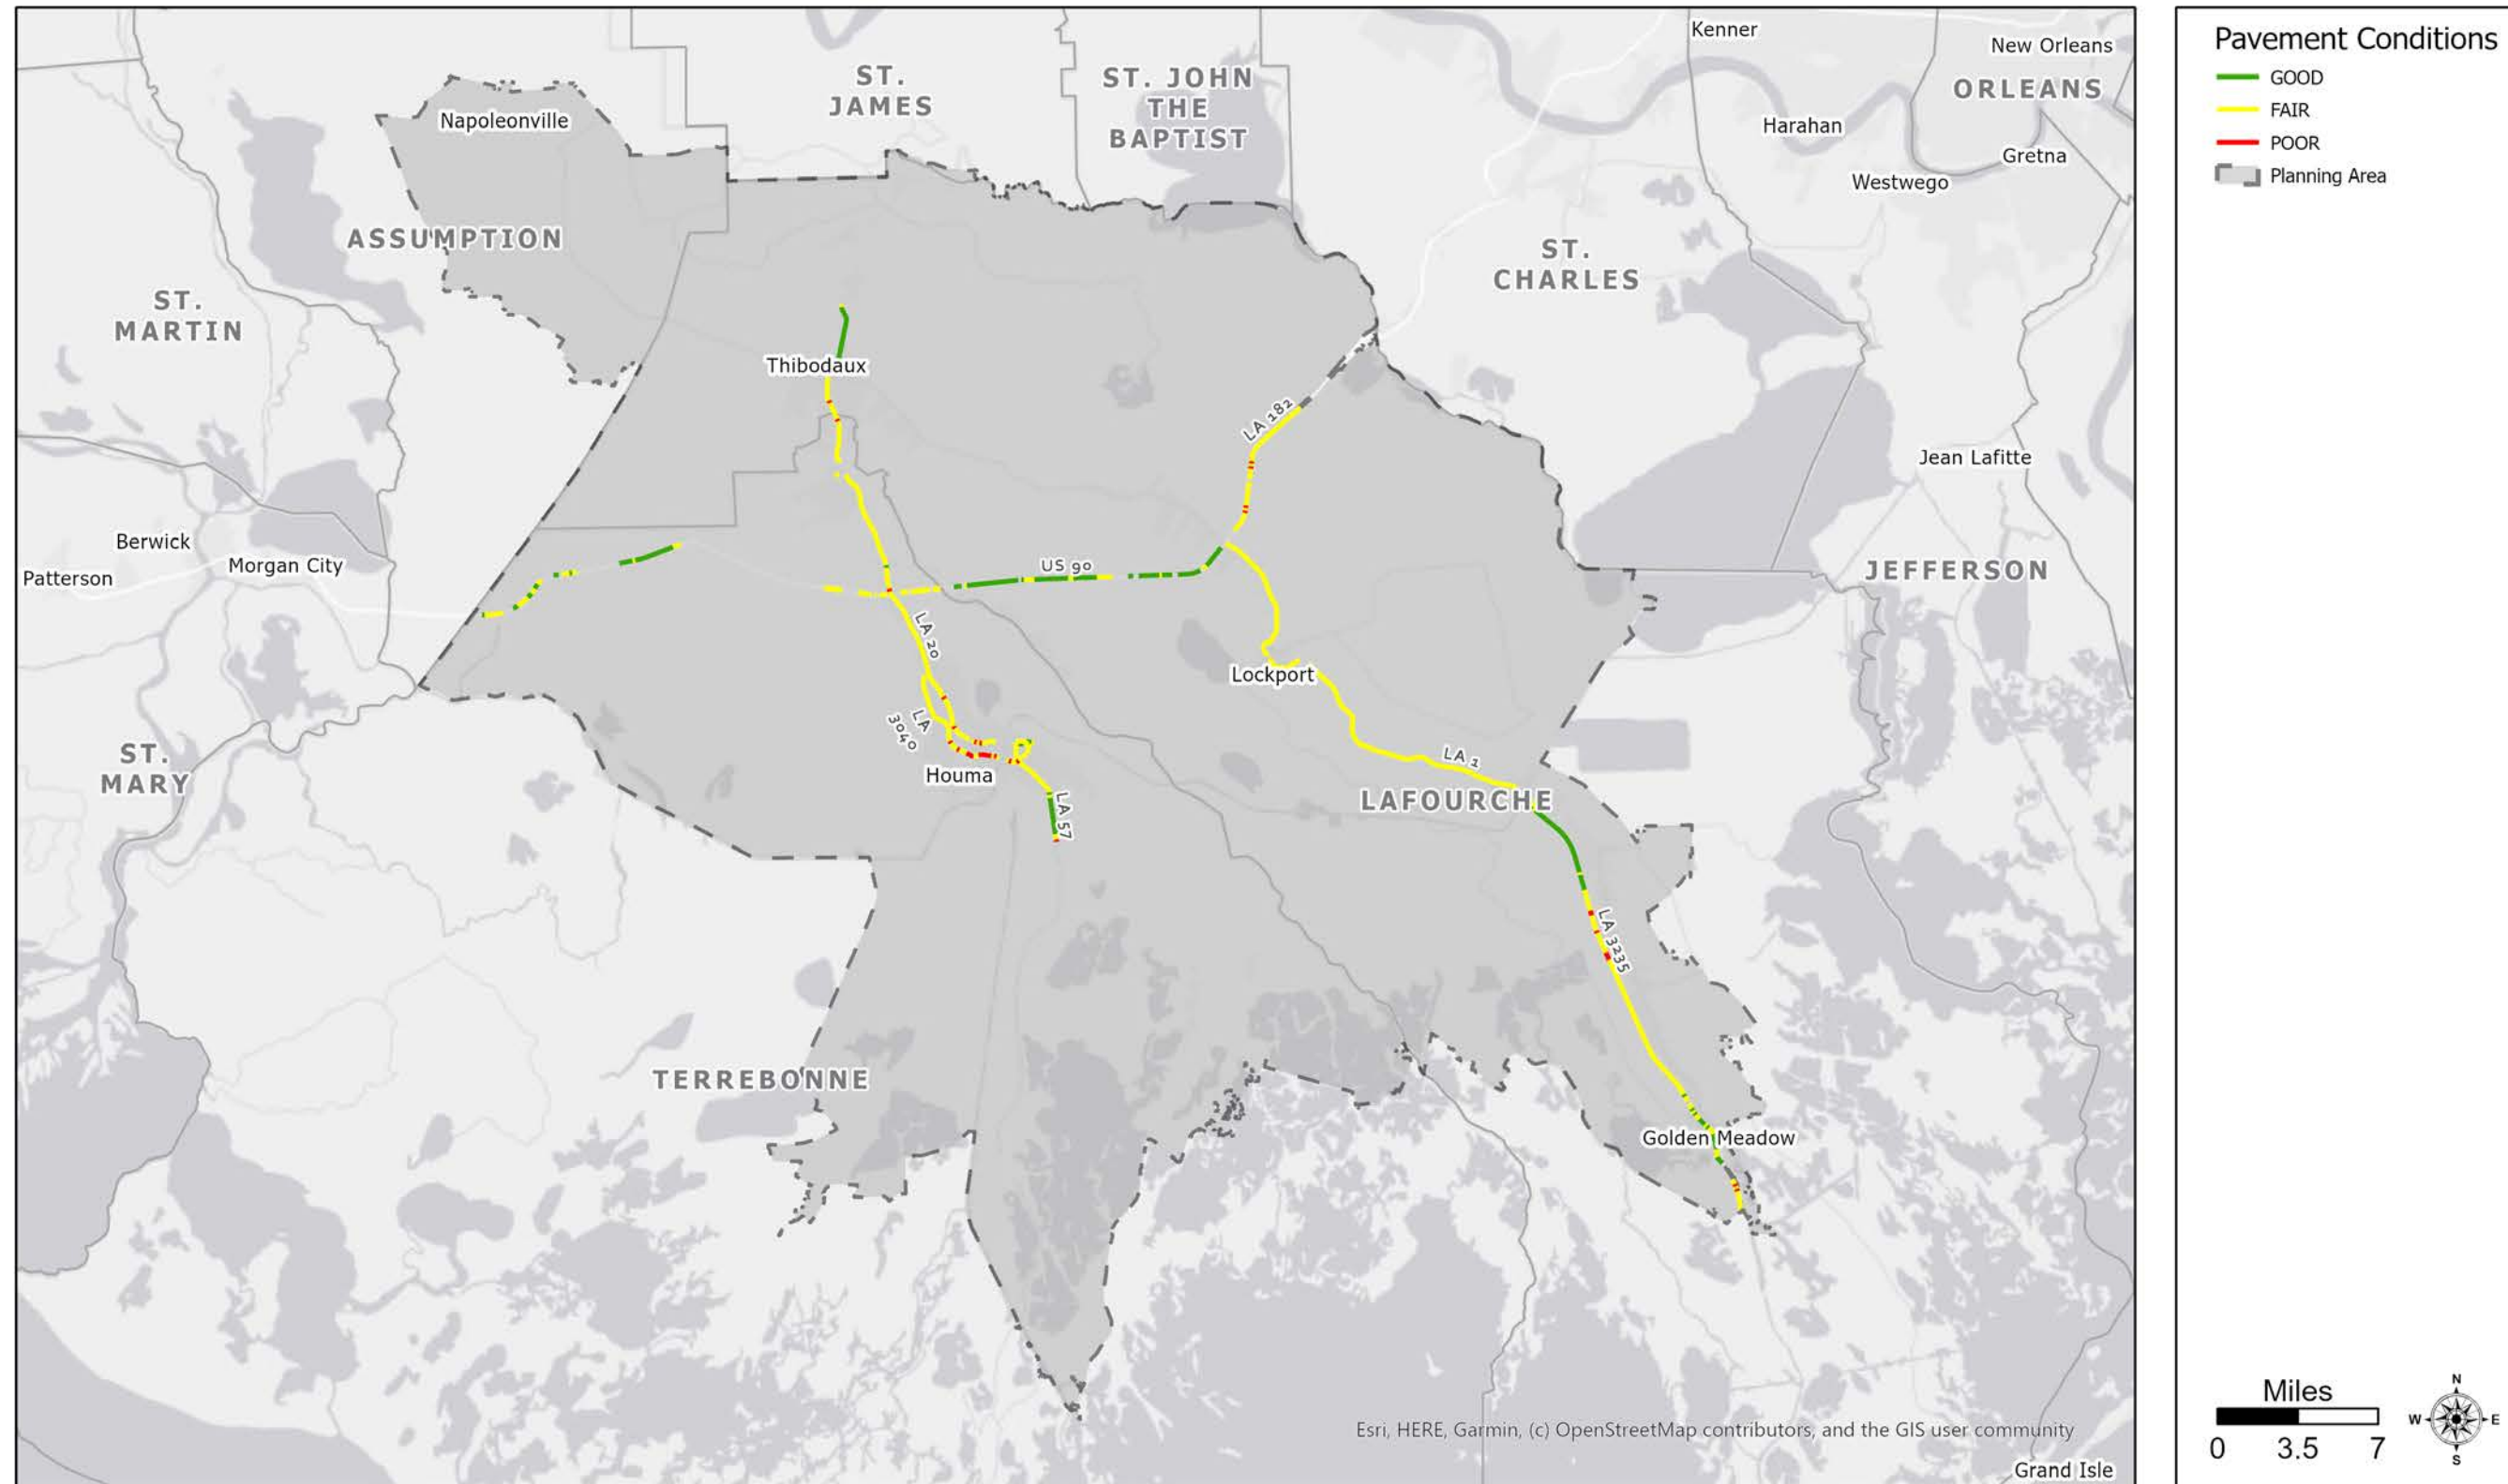 Kenner
New Orleans
ORLEANS
ST.
JAMES
ST. JOHN
THE
BAPTIST
Napoleonville
Harahan
Gretna
Westwego
ASSUMPTION
ST.
CHARLES
ST.
MARTIN
Thibodaux
LA 182
Jean Lafitte
Berwick
Morgan City
Patterson
US 90
JEFFERSON
LA 20
Lockport
LA
3040
ST.
MARY
Houma
LA 57
LA 1
LAFOURCHE
LA 3235
TERREBONNE
Golden Meadow
Esri, HERE, Garmin, (c) OpenStreetMap contributors, and the GIS user community
Grand Isle
Pavement Conditions
GOOD
FAIR
POOR
Planning Area
Miles
0 3.5 7
N
W E
S